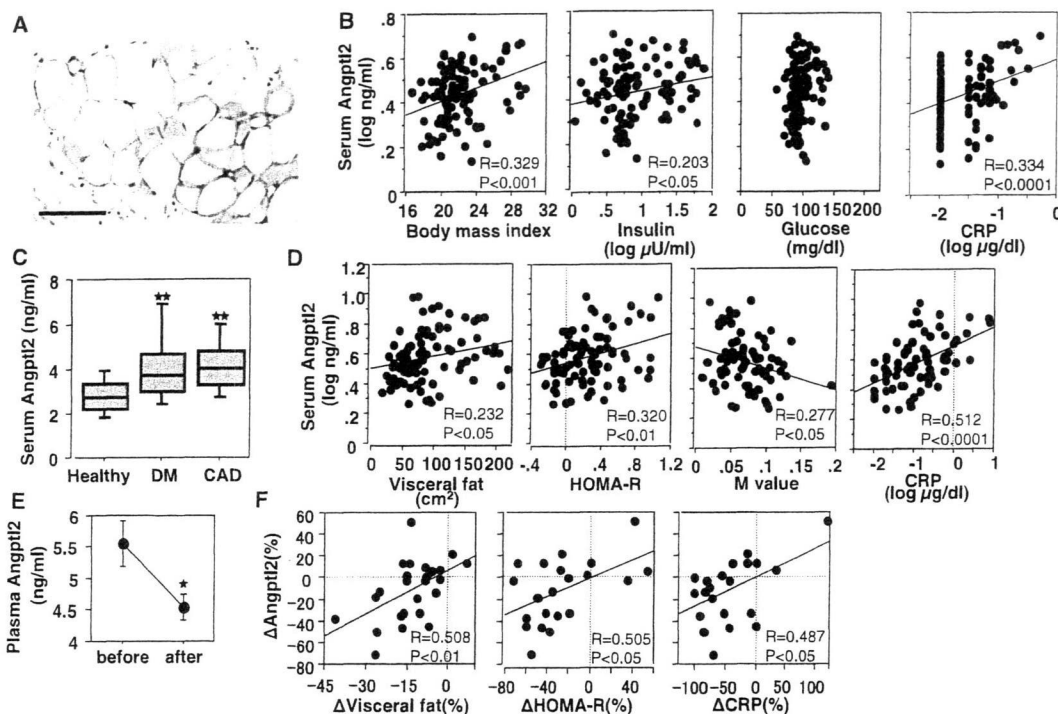 A
B
Serum Angptl2
(log ng/ml)
.8
.6
.4
.2
0
R=0.329
P<0.001
16 20 24 28 32
Body mass index
R=0.203
P<0.05
0 .5 1 1.5 2
Insulin
(log μU/ml)
0 50 100 150 200
Glucose
(mg/dl)
R=0.334
P<0.0001
-2 -1 0
CRP
(log μg/dl)
C
Serum Angptl2 (ng/ml)
8
6
4
2
0
★★
★★
Healthy DM CAD
D
Serum Angptl2
(log ng/ml)
1.2
1.0
.8
.6
.4
.2
0
R=0.232
P<0.05
0 50 100 150 200
Visceral fat
(cm²)
R=0.320
P<0.01
-.4 0 .4 .8 1.2
HOMA-R
R=0.277
P<0.05
0 .05 .1 .15 .2
M value
R=0.512
P<0.0001
-2 -1 0 1
CRP
(log μg/dl)
E
Plasma Angptl2
(ng/ml)
6
5.5
5
4.5
4
★
before after
F
ΔAngptl2(%)
60
40
20
0
-20
-40
-60
-80
R=0.508
P<0.01
-45 -30 -15 0
ΔVisceral fat(%)
R=0.505
P<0.05
-80 -40 0 40
ΔHOMA-R(%)
R=0.487
P<0.05
-100 -50 0 50 100
ΔCRP(%)